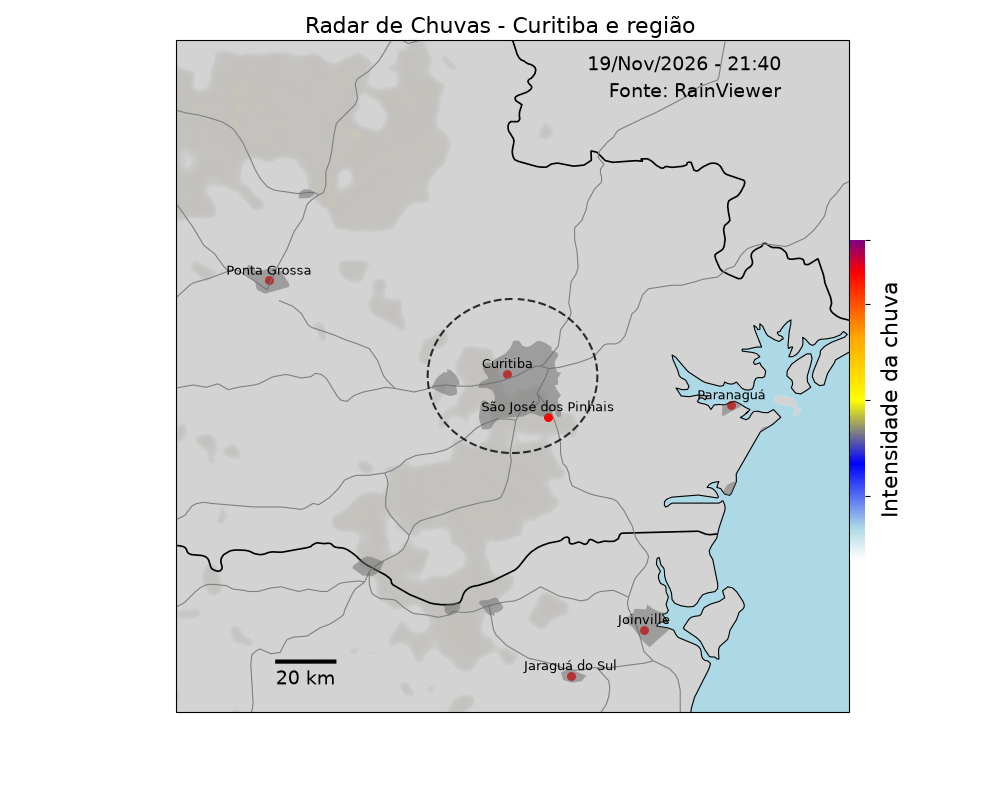 Radar de Chuvas - Curitiba e região
19/Nov/2026 - 21:40
Fonte: RainViewer
Ponta Grossa
Curitiba
São José dos Pinhais
Paranaguá
Intensidade da chuva
Joinville
Jaraguá do Sul
20 km